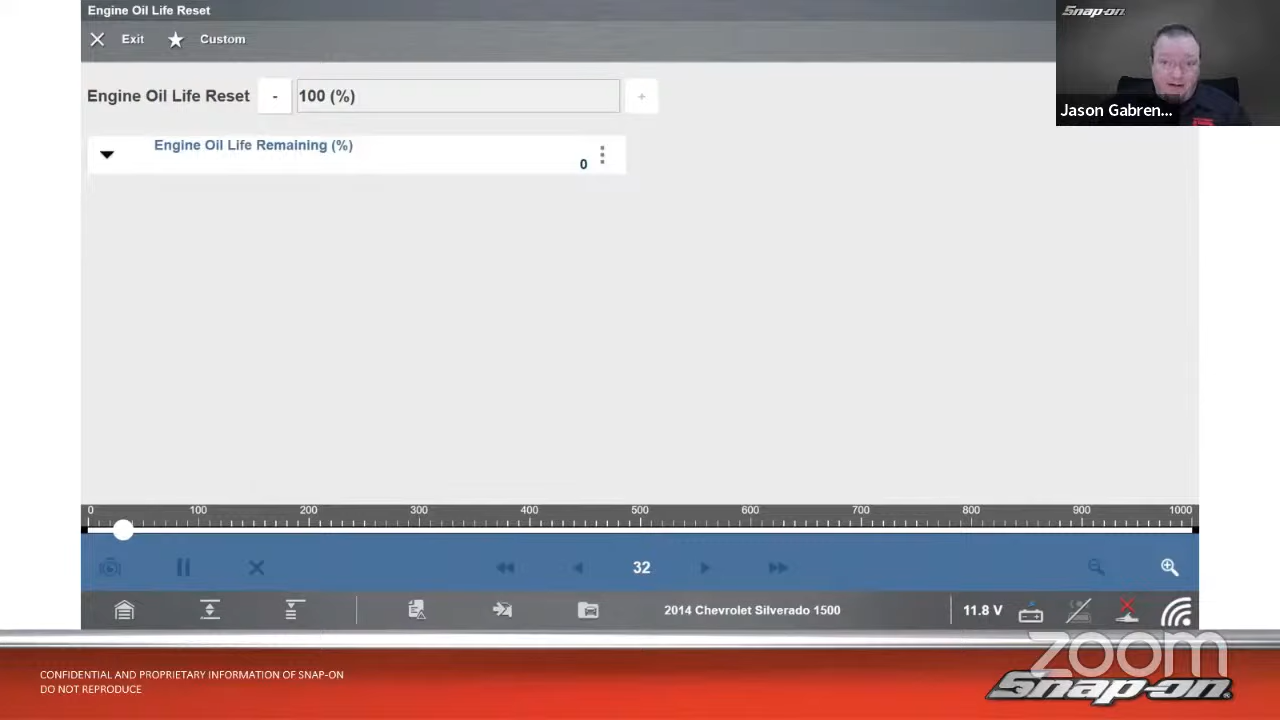 Engine Oil Life Reset
Exit
Custom
Snap-on
Jason Gabren...
Engine Oil Life Reset - 100 (%) +
Engine Oil Life Remaining (%)
0
0 100 200 300 400 500 600 700 800 900 1000
32
2014 Chevrolet Silverado 1500
11.8 V
CONFIDENTIAL AND PROPRIETARY INFORMATION OF SNAP-ON
DO NOT REPRODUCE
zoom
Snap-on